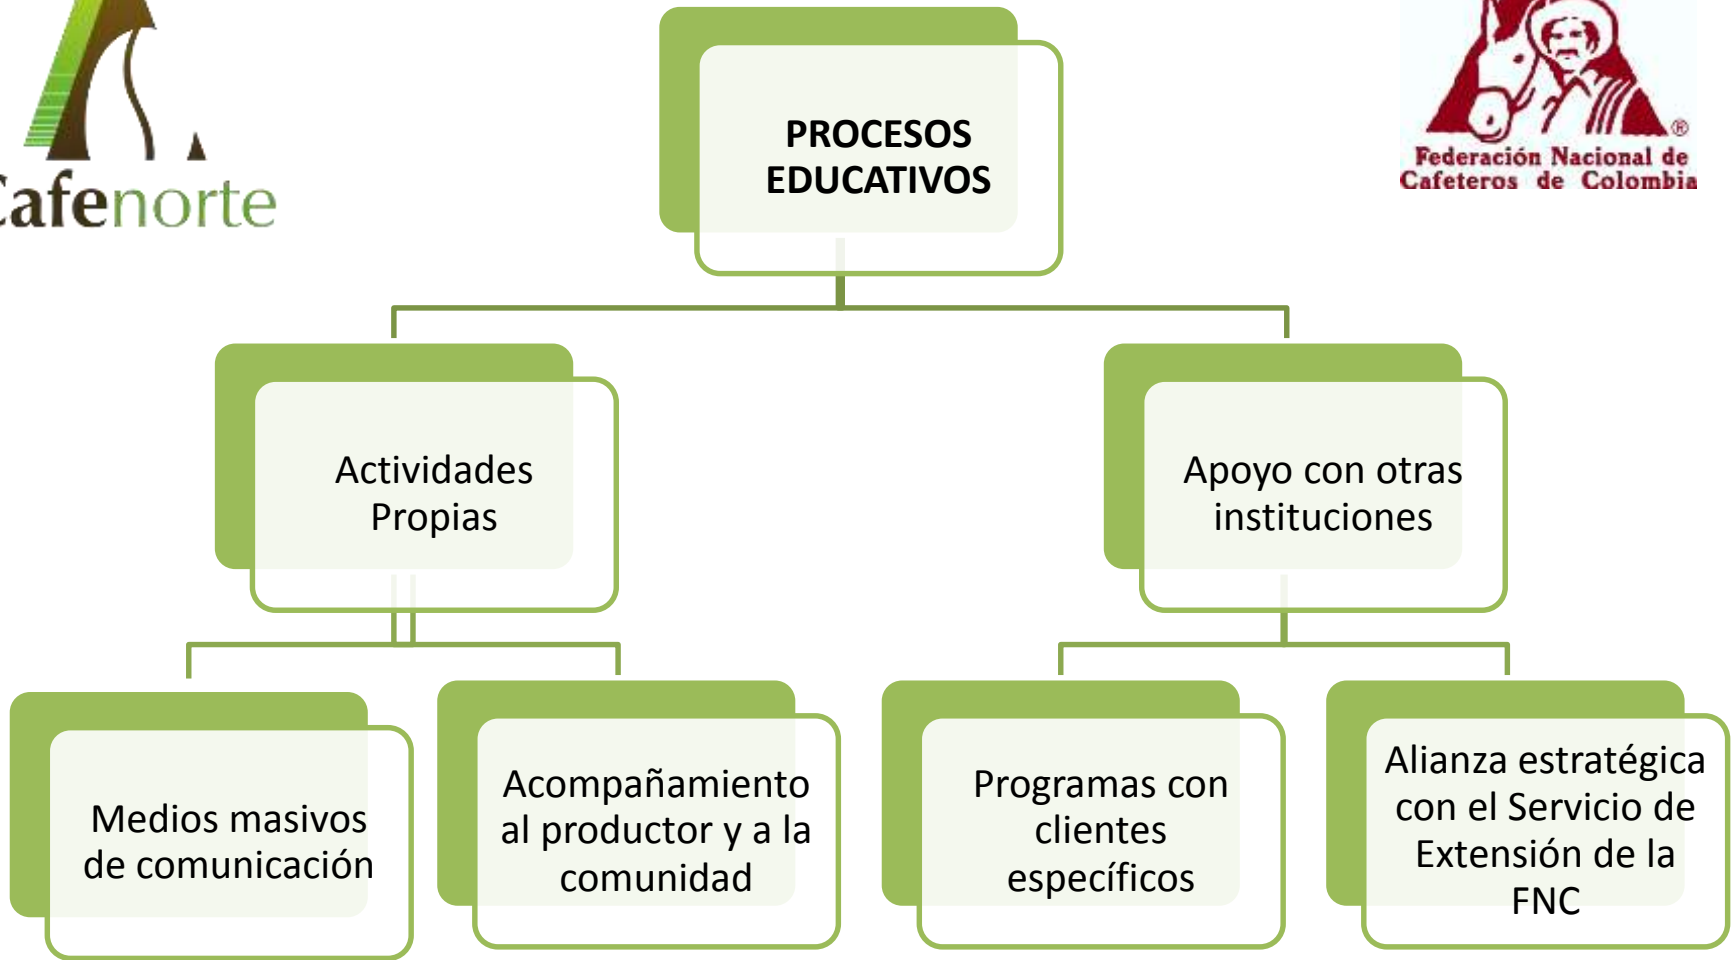 Cafenorte
Federación Nacional de
Cafeteros de Colombia
®
PROCESOS
EDUCATIVOS
Actividades
Propias
Apoyo con otras
instituciones
Medios masivos
de comunicación
Acompañamiento
al productor y a la
comunidad
Programas con
clientes
específicos
Alianza estratégica
con el Servicio de
Extensión de la
FNC